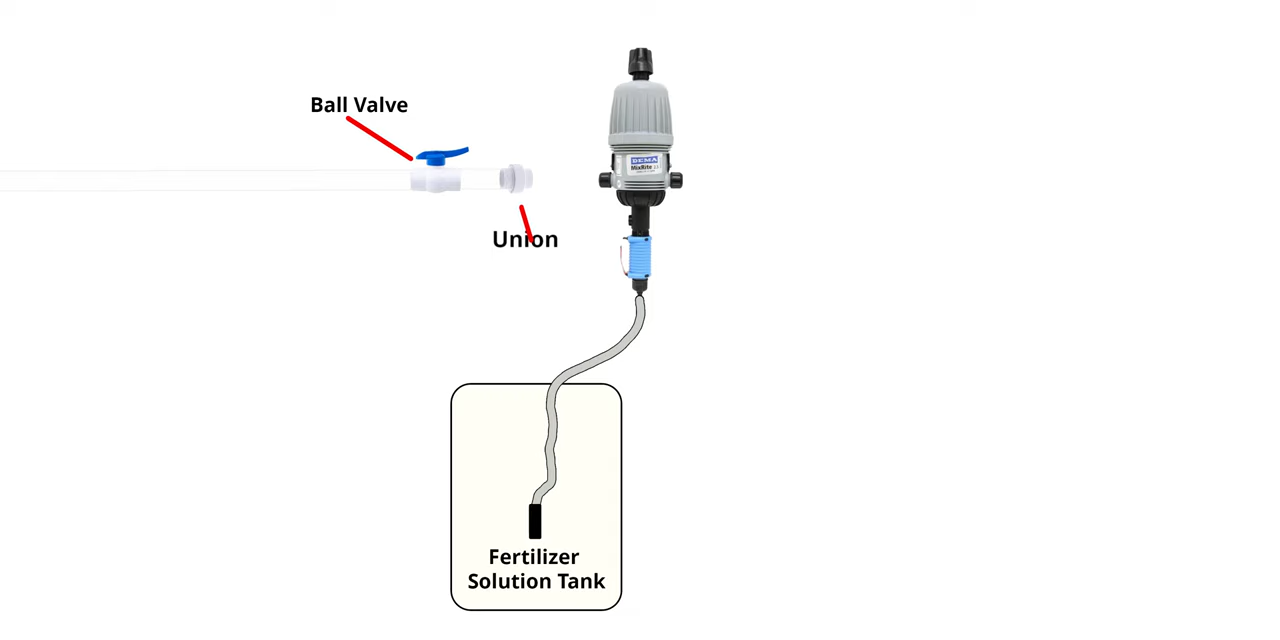 Ball Valve
DEMA
MixRite
Union
Fertilizer
Solution Tank